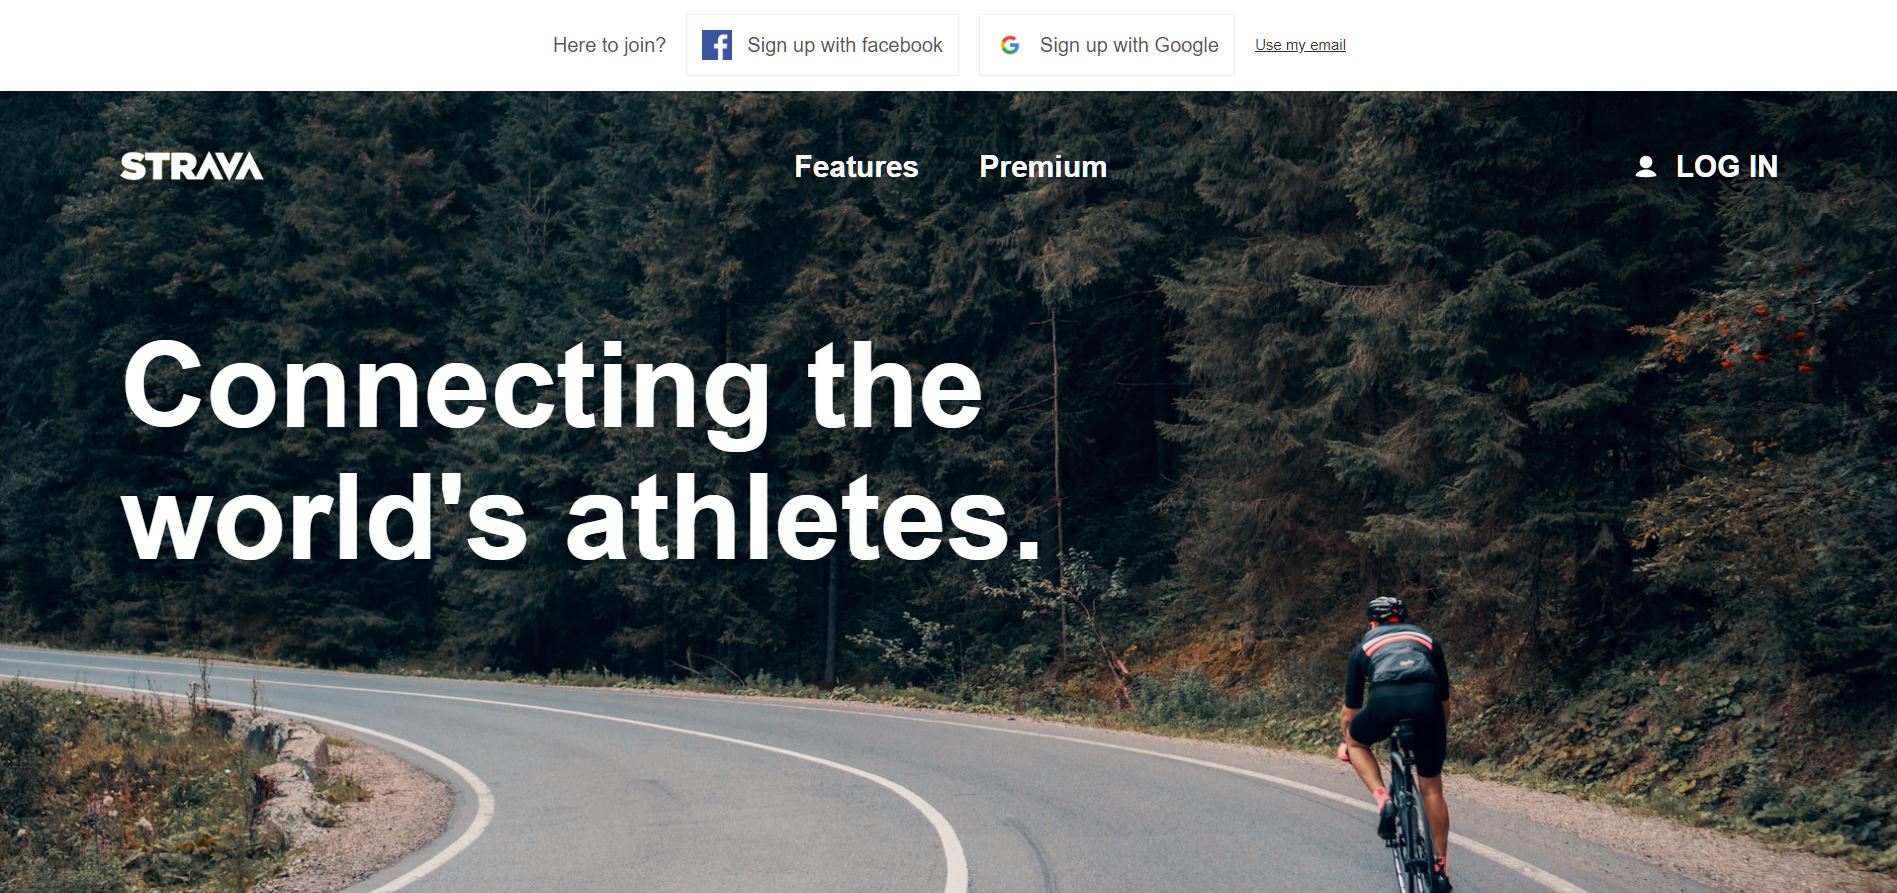 Here to join? Sign up with facebook Sign up with Google Use my email
STRAVA Features Premium LOG IN
Connecting the
world's athletes.